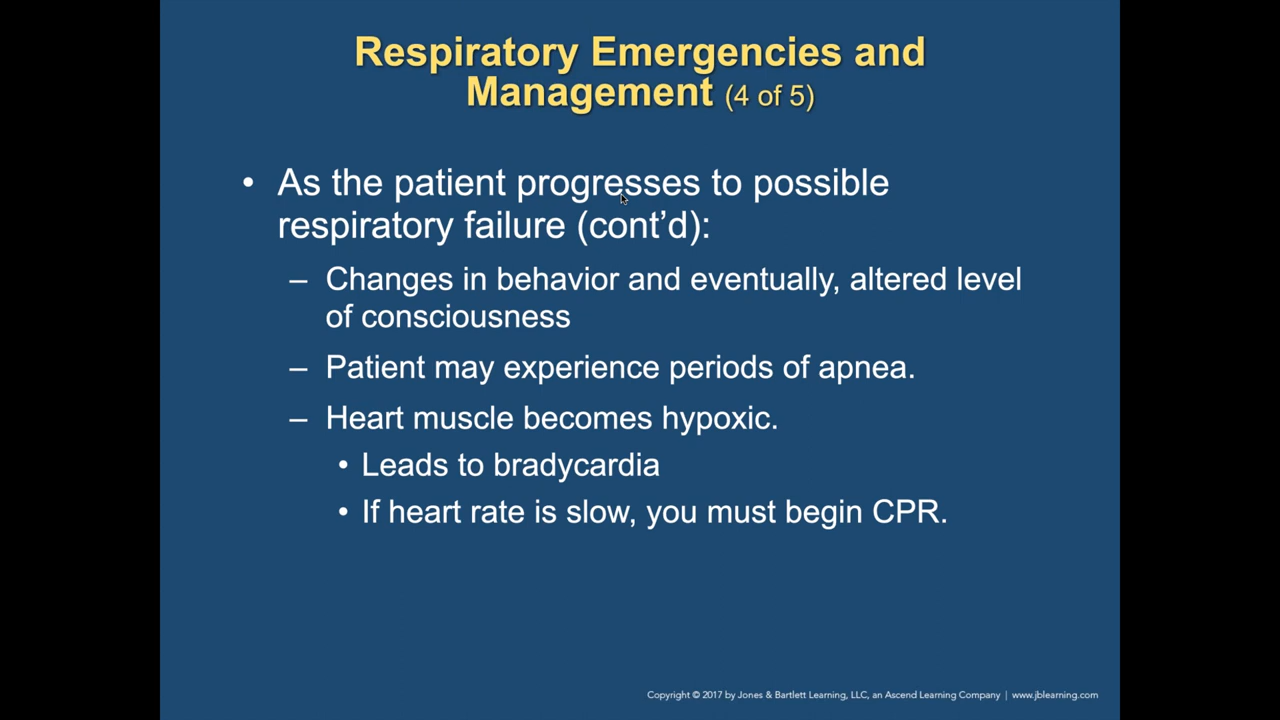 Respiratory Emergencies and
Management (4 of 5)
• As the patient progresses to possible
respiratory failure (cont’d):
– Changes in behavior and eventually, altered level
of consciousness
– Patient may experience periods of apnea.
– Heart muscle becomes hypoxic.
• Leads to bradycardia
• If heart rate is slow, you must begin CPR.
Copyright © 2017 by Jones & Bartlett Learning, LLC, an Ascend Learning Company | www.jblearning.com